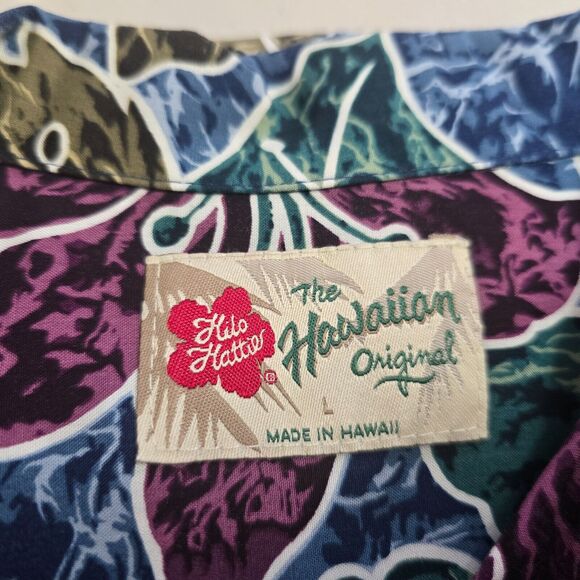 Hilo
Hattie
®
The
Hawaiian
Original
L
MADE IN HAWAII